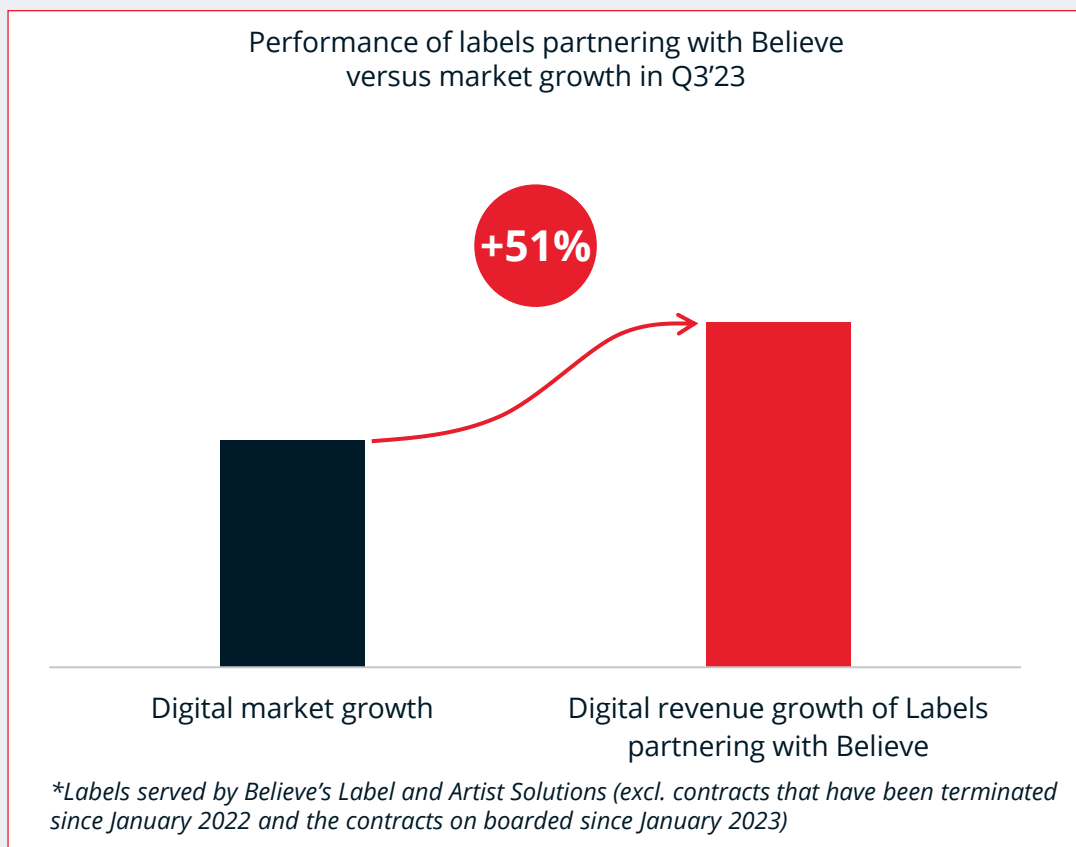 Performance of labels partnering with Believe
versus market growth in Q3’23
+51%
Digital market growth
Digital revenue growth of Labels
partnering with Believe
*Labels served by Believe’s Label and Artist Solutions (excl. contracts that have been terminated
since January 2022 and the contracts on boarded since January 2023)